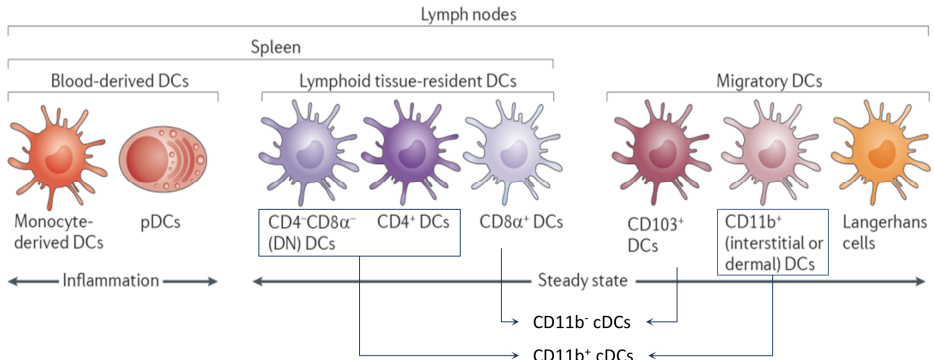 Lymph nodes
Spleen
Blood-derived DCs
Lymphoid tissue-resident DCs
Migratory DCs
Monocyte-
derived DCs
pDCs
CD4⁻CD8α⁻
(DN) DCs
CD4⁺ DCs
CD8α⁺ DCs
CD103⁺
DCs
CD11b⁺
(interstitial or
dermal) DCs
Langerhans
cells
Inflammation
Steady state
CD11b⁻ cDCs
CD11b⁺ cDCs